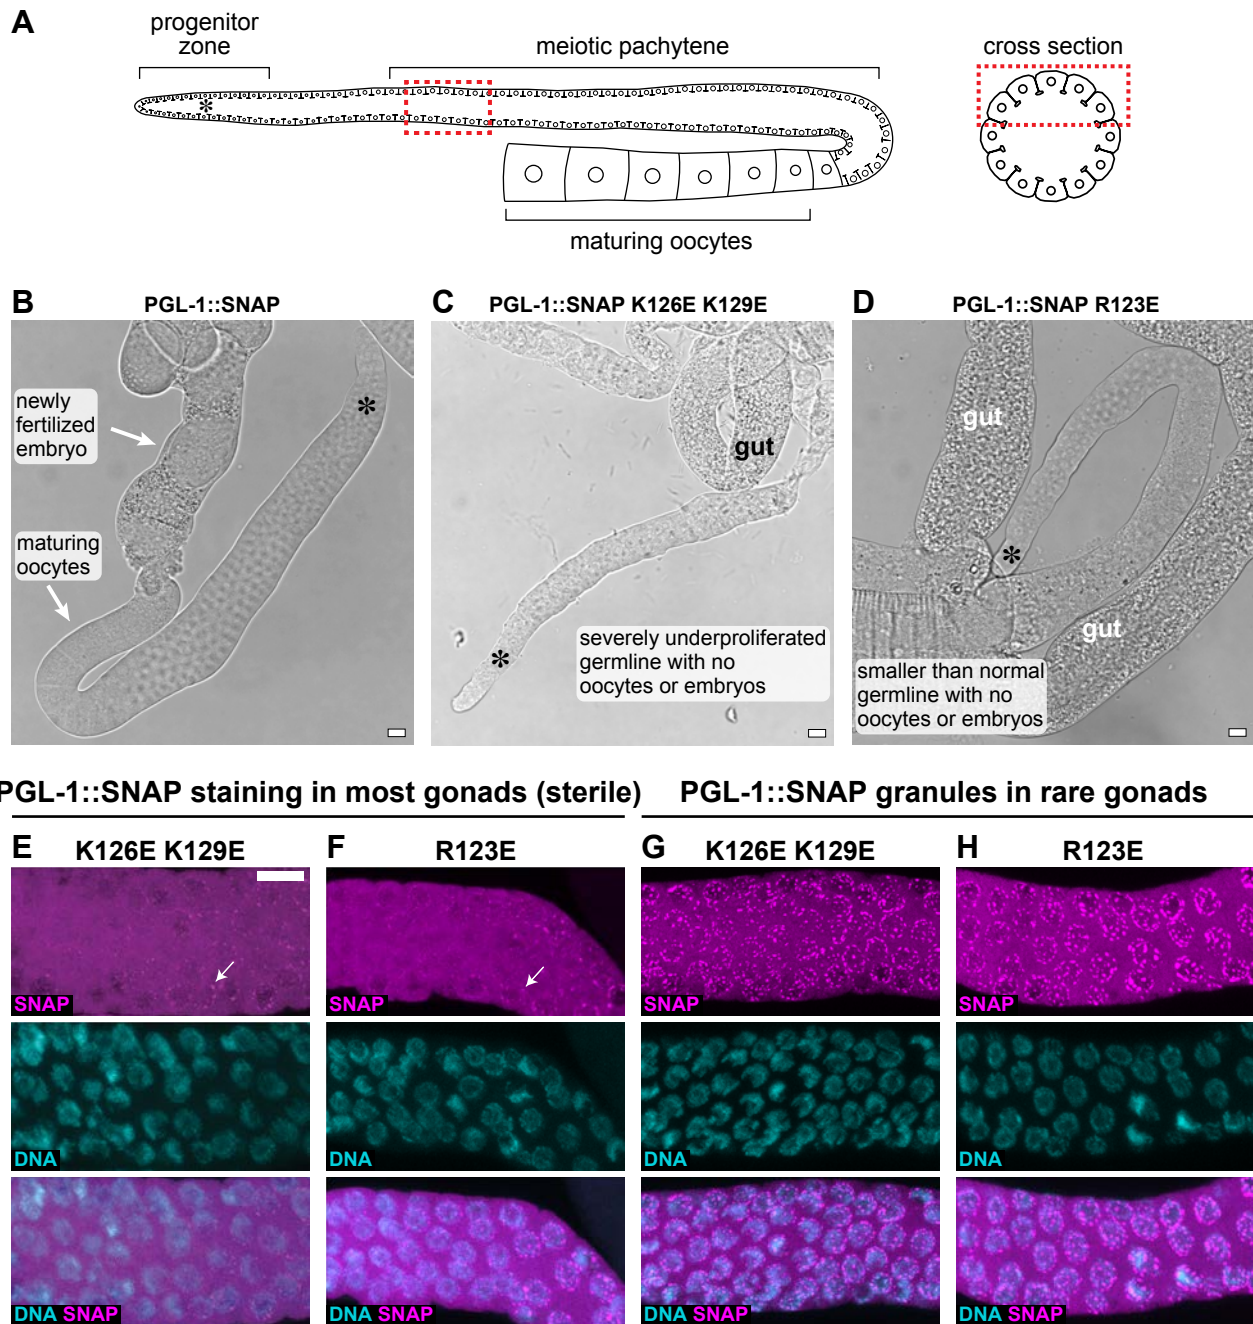 A
progenitor
zone
meiotic pachytene
cross section
*
maturing oocytes
B
PGL-1::SNAP
newly
fertilized
embryo
maturing
oocytes
*
C
PGL-1::SNAP K126E K129E
gut
*
severely underproliferated
germline with no
oocytes or embryos
D
PGL-1::SNAP R123E
gut
*
gut
smaller than normal
germline with no
oocytes or embryos
PGL-1::SNAP staining in most gonads (sterile)
PGL-1::SNAP granules in rare gonads
E
K126E K129E
SNAP
DNA
DNA SNAP
F
R123E
SNAP
DNA
DNA SNAP
G
K126E K129E
SNAP
DNA
DNA SNAP
H
R123E
SNAP
DNA
DNA SNAP